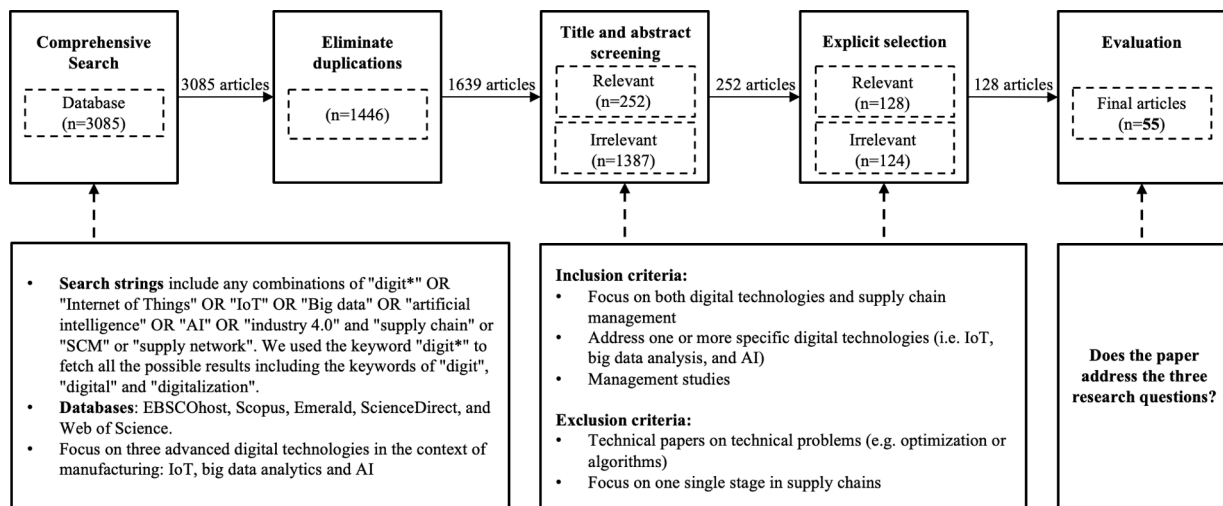 Comprehensive
Search
Database
(n=3085)
3085 articles
Eliminate
duplications
(n=1446)
1639 articles
Title and abstract
screening
Relevant
(n=252)
Irrelevant
(n=1387)
252 articles
Explicit selection
Relevant
(n=128)
Irrelevant
(n=124)
128 articles
Evaluation
Final articles
(n=55)
• Search strings include any combinations of "digit*" OR
"Internet of Things" OR "IoT" OR "Big data" OR "artificial
intelligence" OR "AI" OR "industry 4.0" and "supply chain" or
"SCM" or "supply network". We used the keyword "digit*" to
fetch all the possible results including the keywords of "digit",
"digital" and "digitalization".
• Databases: EBSCOhost, Scopus, Emerald, ScienceDirect, and
Web of Science.
• Focus on three advanced digital technologies in the context of
manufacturing: IoT, big data analytics and AI
Inclusion criteria:
• Focus on both digital technologies and supply chain
management
• Address one or more specific digital technologies (i.e. IoT,
big data analysis, and AI)
• Management studies
Exclusion criteria:
• Technical papers on technical problems (e.g. optimization or
algorithms)
• Focus on one single stage in supply chains
Does the paper
address the three
research questions?